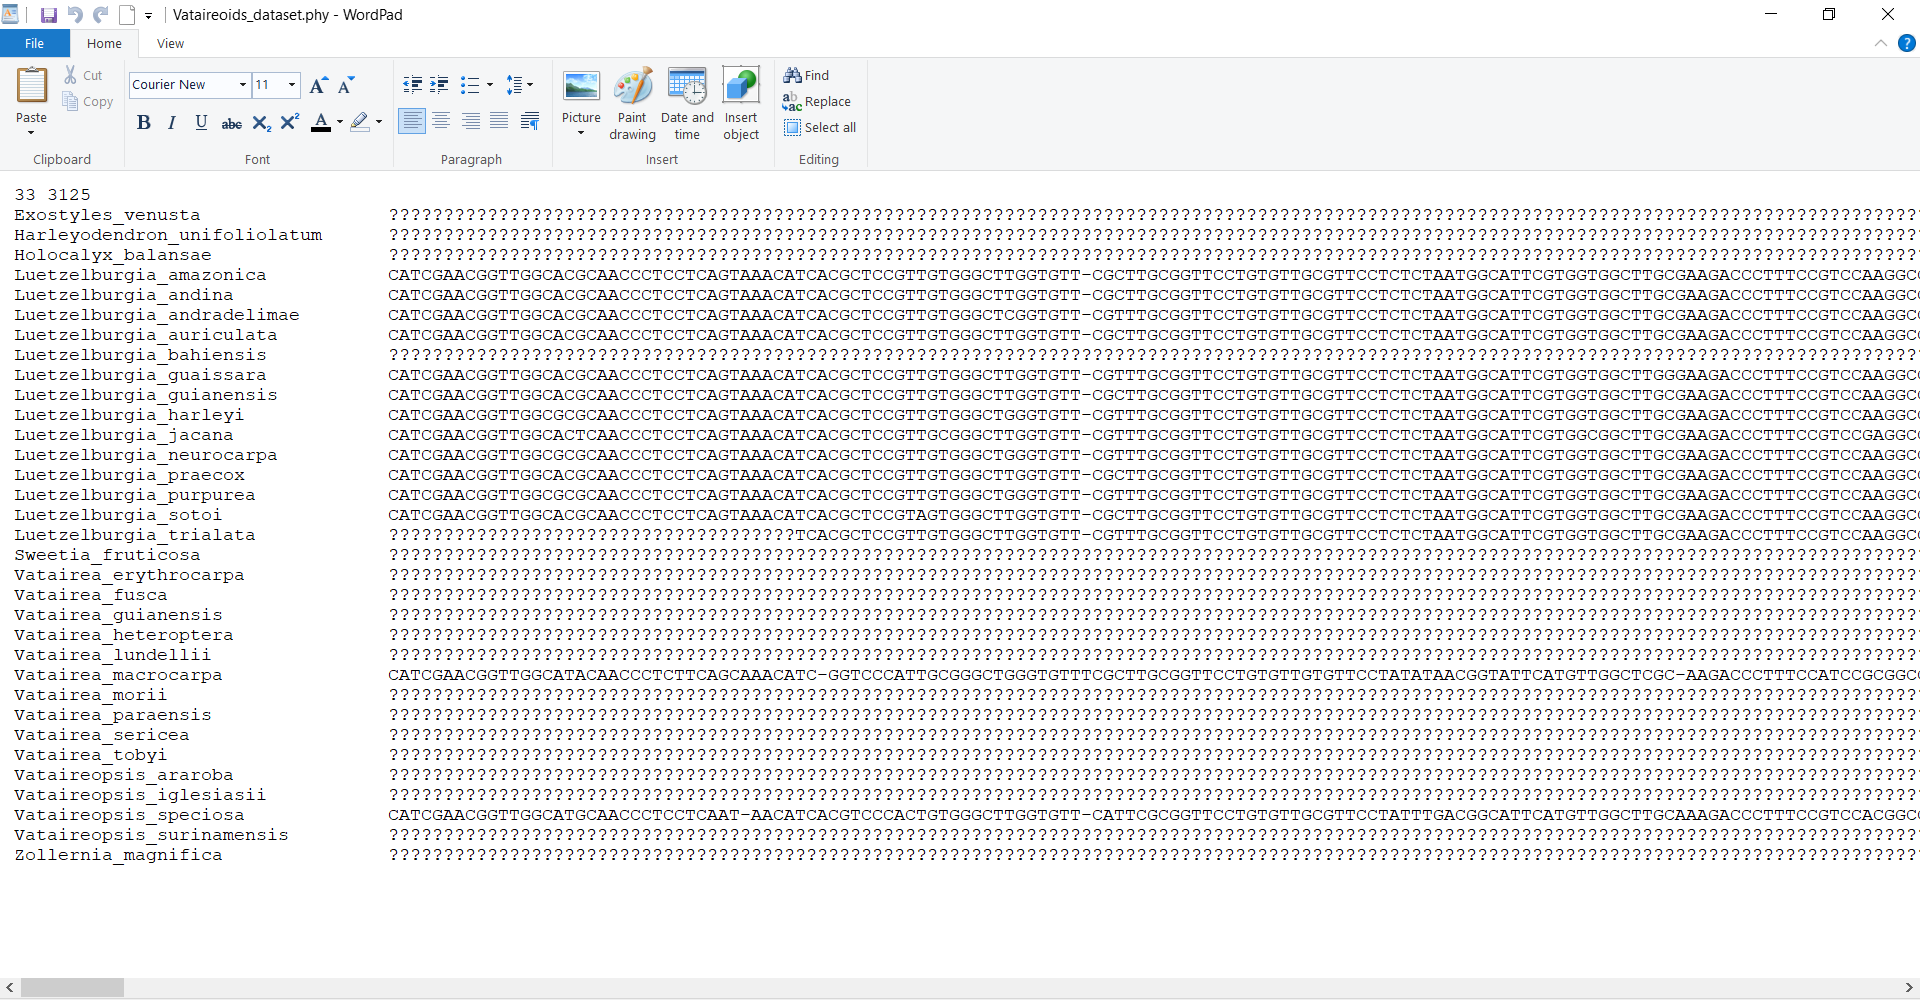 Vataireoids_dataset.phy - WordPad
File Home View
Paste Cut Copy
Clipboard
Courier New 11
B I U abc X2 X2 A
Font
Paragraph
Picture Paint drawing Date and time Insert object
Insert
Find
Replace
Select all
Editing
33 3125
Exostyles_venusta ???????????????????????????????????????????????????????????????????????????????????????????????????????????????????????????????????????????
Harleyodendron_unifoliolatum ???????????????????????????????????????????????????????????????????????????????????????????????????????????????????????????????????????????
Holocalyx_balansae ???????????????????????????????????????????????????????????????????????????????????????????????????????????????????????????????????????????
Luetzelburgia_amazonica CATCGAACGGTTGGCACGCAACCCTCCTCAGTAAACATCACGCTCCGTTGTGGGCTTGGTGTT-CGCTTGCGGTTCCTGTGTTGCGTTCCTCTCTAATGGCATTCGTGGTGGCTTGCGAAGACCCTTTCCGTCCAAGGC
Luetzelburgia_andina CATCGAACGGTTGGCACGCAACCCTCCTCAGTAAACATCACGCTCCGTTGTGGGCTTGGTGTT-CGCTTGCGGTTCCTGTGTTGCGTTCCTCTCTAATGGCATTCGTGGTGGCTTGCGAAGACCCTTTCCGTCCAAGGC
Luetzelburgia_andradelimae CATCGAACGGTTGGCACGCAACCCTCCTCAGTAAACATCACGCTCCGTTGTGGGCTCGGTGTT-CGTTTGCGGTTCCTGTGTTGCGTTCCTCTCTAATGGCATTCGTGGTGGCTTGCGAAGACCCTTTCCGTCCAAGGC
Luetzelburgia_auriculata CATCGAACGGTTGGCACGCAACCCTCCTCAGTAAACATCACGCTCCGTTGTGGGCTTGGTGTT-CGCTTGCGGTTCCTGTGTTGCGTTCCTCTCTAATGGCATTCGTGGTGGCTTGCGAAGACCCTTTCCGTCCAAGGC
Luetzelburgia_bahiensis ???????????????????????????????????????????????????????????????????????????????????????????????????????????????????????????????????????????
Luetzelburgia_guaissara CATCGAACGGTTGGCACGCAACCCTCCTCAGTAAACATCACGCTCCGTTGTGGGCTTGGTGTT-CGTTTGCGGTTCCTGTGTTGCGTTCCTCTCTAATGGCATTCGTGGTGGCTTGGGAAGACCCTTTCCGTCCAAGGC
Luetzelburgia_guianensis CATCGAACGGTTGGCACGCAACCCTCCTCAGTAAACATCACGCTCCGTTGTGGGCTTGGTGTT-CGCTTGCGGTTCCTGTGTTGCGTTCCTCTCTAATGGCATTCGTGGTGGCTTGCGAAGACCCTTTCCGTCCAAGGC
Luetzelburgia_harleyi CATCGAACGGTTGGCGCGCAACCCTCCTCAGTAAACATCACGCTCCGTTGTGGGCTGGGTGTT-CGTTTGCGGTTCCTGTGTTGCGTTCCTCTCTAATGGCATTCGTGGTGGCTTGCGAAGACCCTTTCCGTCCAAGGC
Luetzelburgia_jacana CATCGAACGGTTGGCACTCAACCCTCCTCAGTAAACATCACGCTCCGTTGCGGGCTTGGTGTT-CGTTTGCGGTTCCTGTGTTGCGTTCCTCTCTAATGGCATTCGTGGCGGCTTGCGAAGACCCTTTCCGTCCGAGGC
Luetzelburgia_neurocarpa CATCGAACGGTTGGCGCGCAACCCTCCTCAGTAAACATCACGCTCCGTTGTGGGCTGGGTGTT-CGTTTGCGGTTCCTGTGTTGCGTTCCTCTCTAATGGCATTCGTGGTGGCTTGCGAAGACCCTTTCCGTCCAAGGC
Luetzelburgia_praecox CATCGAACGGTTGGCACGCAACCCTCCTCAGTAAACATCACGCTCCGTTGTGGGCTTGGTGTT-CGCTTGCGGTTCCTGTGTTGCGTTCCTCTCTAATGGCATTCGTGGTGGCTTGCGAAGACCCTTTCCGTCCAAGGC
Luetzelburgia_purpurea CATCGAACGGTTGGCGCGCAACCCTCCTCAGTAAACATCACGCTCCGTTGTGGGCTGGGTGTT-CGTTTGCGGTTCCTGTGTTGCGTTCCTCTCTAATGGCATTCGTGGTGGCTTGCGAAGACCCTTTCCGTCCAAGGC
Luetzelburgia_sotoi CATCGAACGGTTGGCACGCAACCCTCCTCAGTAAACATCACGCTCCGTAGTGGGCTTGGTGTT-CGCTTGCGGTTCCTGTGTTGCGTTCCTCTCTAATGGCATTCGTGGTGGCTTGCGAAGACCCTTTCCGTCCAAGGC
Luetzelburgia_trialata ?????????????????????????????????????TCACGCTCCGTTGTGGGCTTGGTGTT-CGTTTGCGGTTCCTGTGTTGCGTTCCTCTCTAATGGCATTCGTGGTGGCTTGCGAAGACCCTTTCCGTCCAAGGC
Sweetia_fruticosa ???????????????????????????????????????????????????????????????????????????????????????????????????????????????????????????????????????????
Vatairea_erythrocarpa ???????????????????????????????????????????????????????????????????????????????????????????????????????????????????????????????????????????
Vatairea_fusca ???????????????????????????????????????????????????????????????????????????????????????????????????????????????????????????????????????????
Vatairea_guianensis ???????????????????????????????????????????????????????????????????????????????????????????????????????????????????????????????????????????
Vatairea_heteroptera ???????????????????????????????????????????????????????????????????????????????????????????????????????????????????????????????????????????
Vatairea_lundellii ???????????????????????????????????????????????????????????????????????????????????????????????????????????????????????????????????????????
Vatairea_macrocarpa CATCGAACGGTTGGCATACAACCCTCTTCAGCAAACATC-GGTCCCATTGCGGGCTGGGTGTTTCGCTTGCGGTTCCTGTGTTGTGTTCCTATATAACGGTATTCATGTTGGCTCGC-AAGACCCTTTCCATCCGCGGC
Vatairea_morii ???????????????????????????????????????????????????????????????????????????????????????????????????????????????????????????????????????????
Vatairea_paraensis ???????????????????????????????????????????????????????????????????????????????????????????????????????????????????????????????????????????
Vatairea_sericea ???????????????????????????????????????????????????????????????????????????????????????????????????????????????????????????????????????????
Vatairea_tobyi ???????????????????????????????????????????????????????????????????????????????????????????????????????????????????????????????????????????
Vataireopsis_araroba ???????????????????????????????????????????????????????????????????????????????????????????????????????????????????????????????????????????
Vataireopsis_iglesiasii ???????????????????????????????????????????????????????????????????????????????????????????????????????????????????????????????????????????
Vataireopsis_speciosa CATCGAACGGTTGGCATGCAACCCTCCTCAAT-AACATCACGTCCCACTGTGGGCTTGGTGTT-CATTCGCGGTTCCTGTGTTGCGTTCCTATTTGACGGCATTCATGTTGGCTTGCAAAGACCCTTTCCGTCCACGGC
Vataireopsis_surinamensis ???????????????????????????????????????????????????????????????????????????????????????????????????????????????????????????????????????????
Zollernia_magnifica ???????????????????????????????????????????????????????????????????????????????????????????????????????????????????????????????????????????